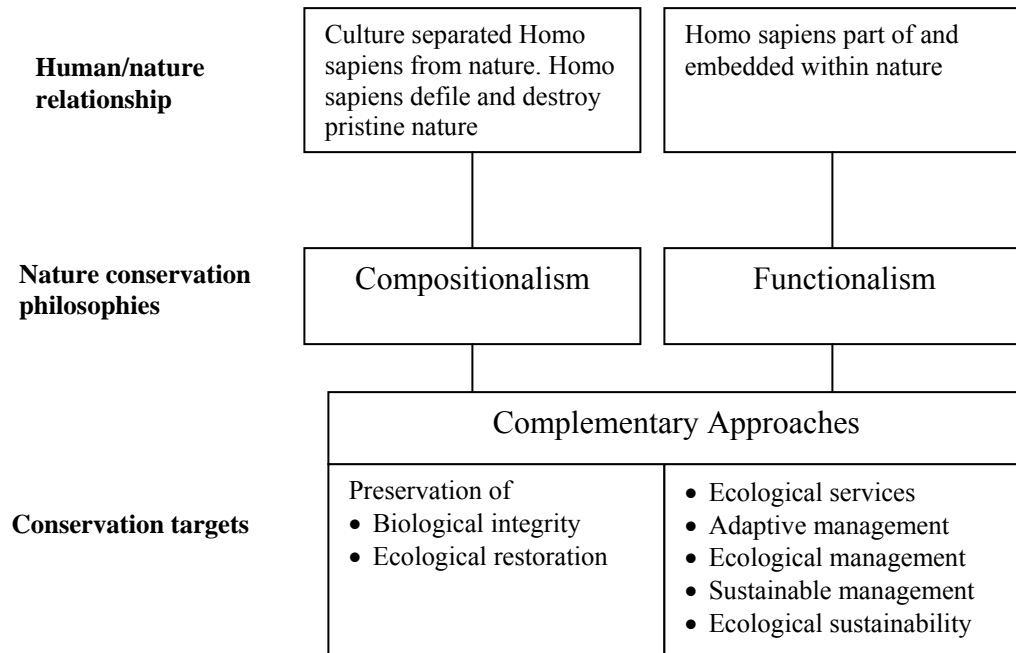 Human/nature
relationship
Culture separated Homo
sapiens from nature. Homo
sapiens defile and destroy
pristine nature
Homo sapiens part of and
embedded within nature
Nature conservation
philosophies
Compositionalism
Functionalism
Complementary Approaches
Conservation targets
Preservation of
• Biological integrity
• Ecological restoration
• Ecological services
• Adaptive management
• Ecological management
• Sustainable management
• Ecological sustainability